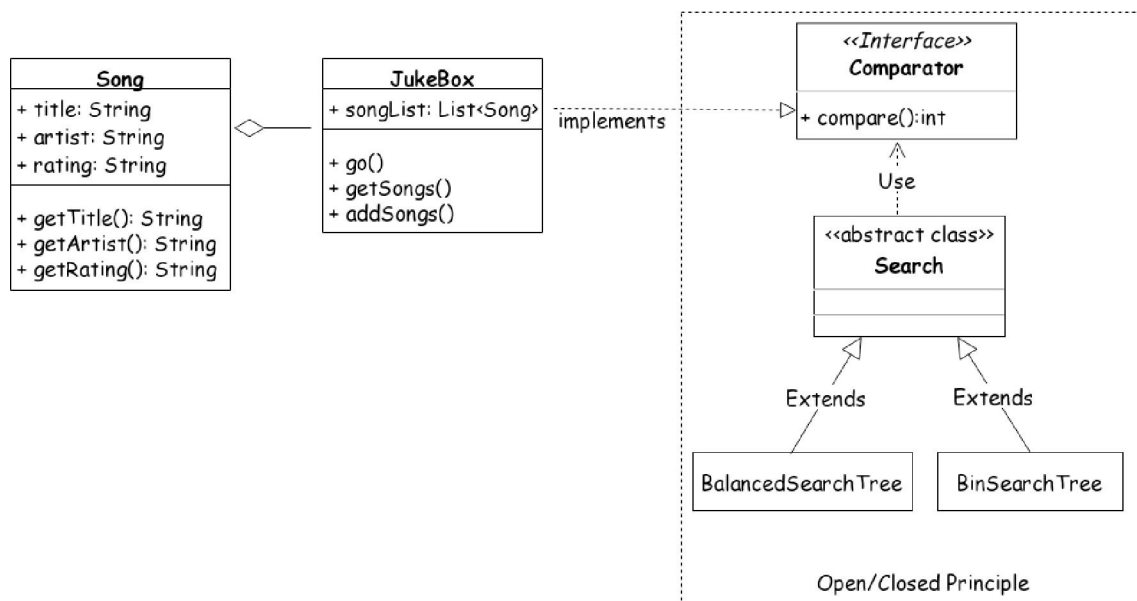 Song
+ title: String
+ artist: String
+ rating: String
+ getTitle(): String
+ getArtist(): String
+ getRating(): String
JukeBox
+ songList: List<Song>
+ go()
+ getSongs()
+ addSongs()
implements
<<Interface>>
Comparator
+ compare():int
Use
<<abstract class>>
Search
Extends
Extends
BalancedSearchTree
BinSearchTree
Open/Closed Principle